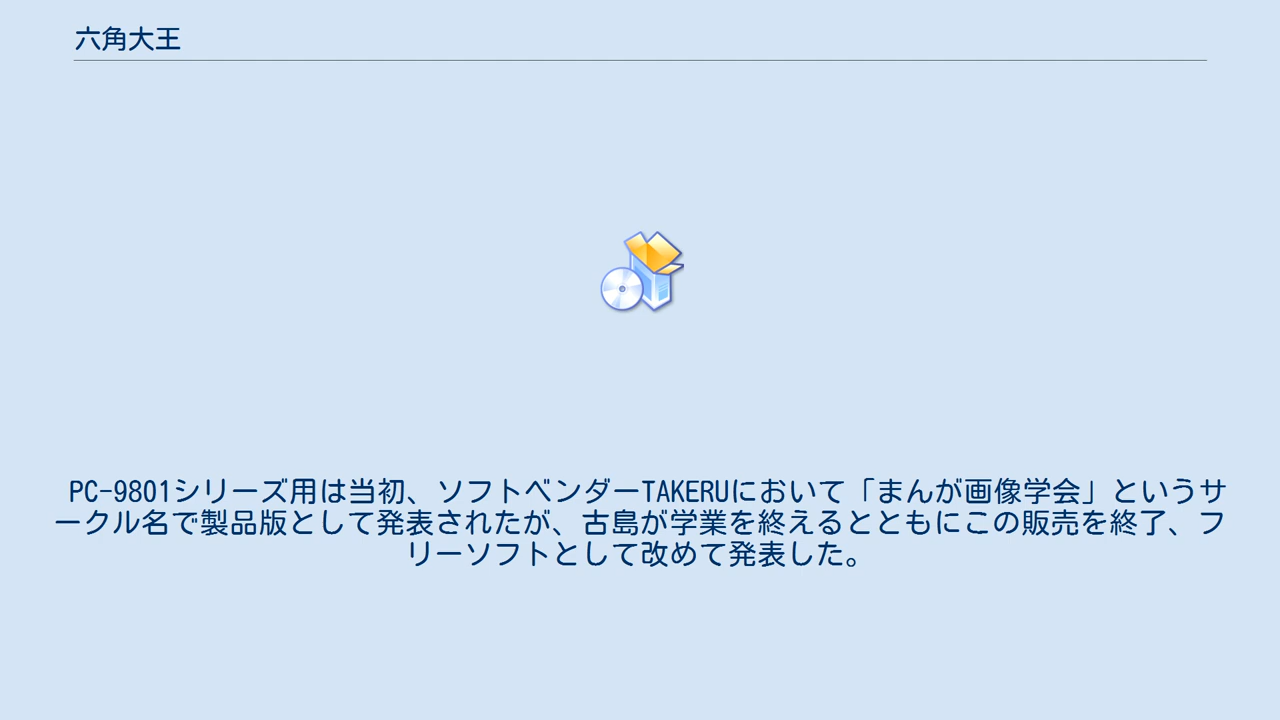 六角大王
PC-9801シリーズ用は当初、ソフトベンダーTAKERUにおいて「まんが画像学会」というサ
ークル名で製品版として発表されたが、古島が学業を終えるとともにこの販売を終了、フ
リーソフトとして改めて発表した。